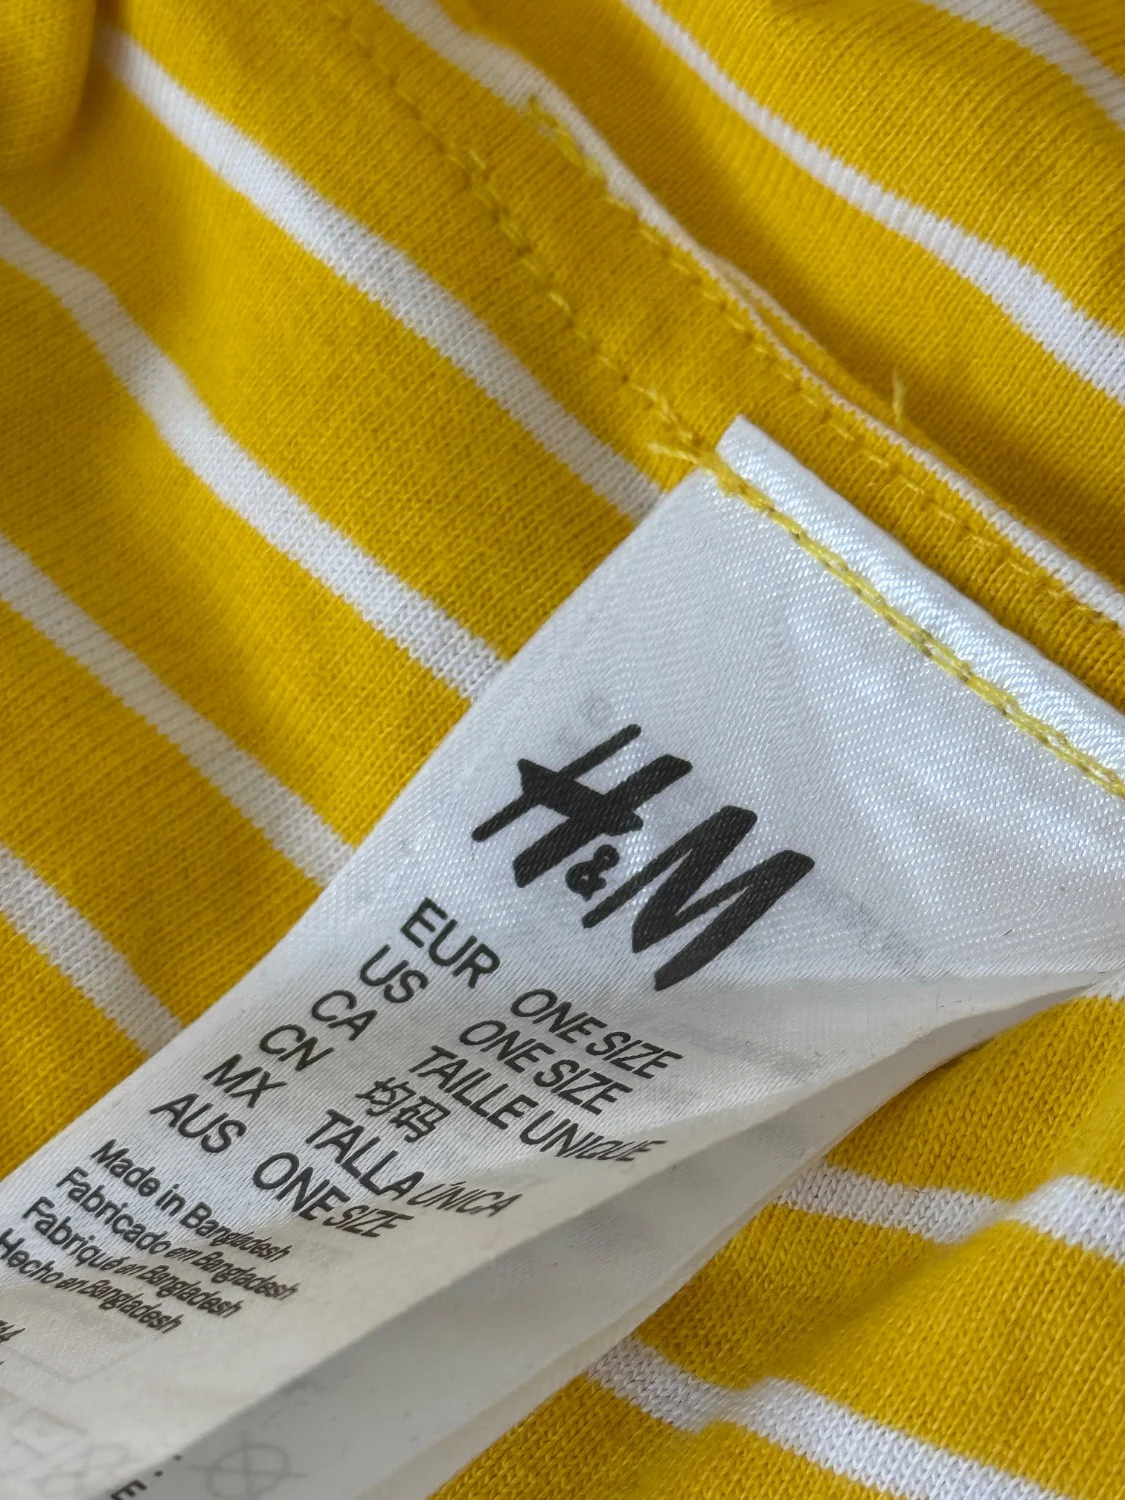 H&M
EUR ONE SIZE
US ONE SIZE
CA TAILLE UNIQUE
CN 均码
MX TALLA ÚNICA
AUS ONE SIZE
Made in Bangladesh
Fabricado en Bangladesh
Fabriqué en Bangladesh
Hecho en Bangladesh